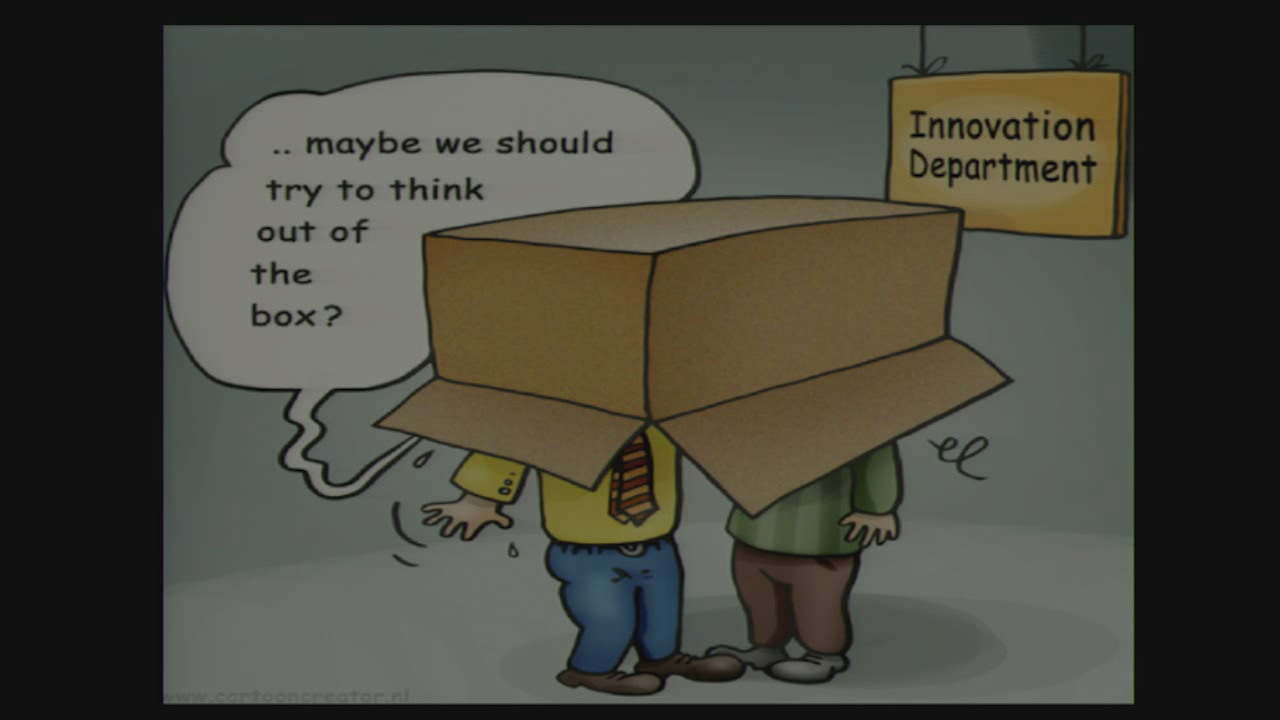 .. maybe we should
try to think
out of
the
box?
Innovation
Department
www.cartooncreator.nl